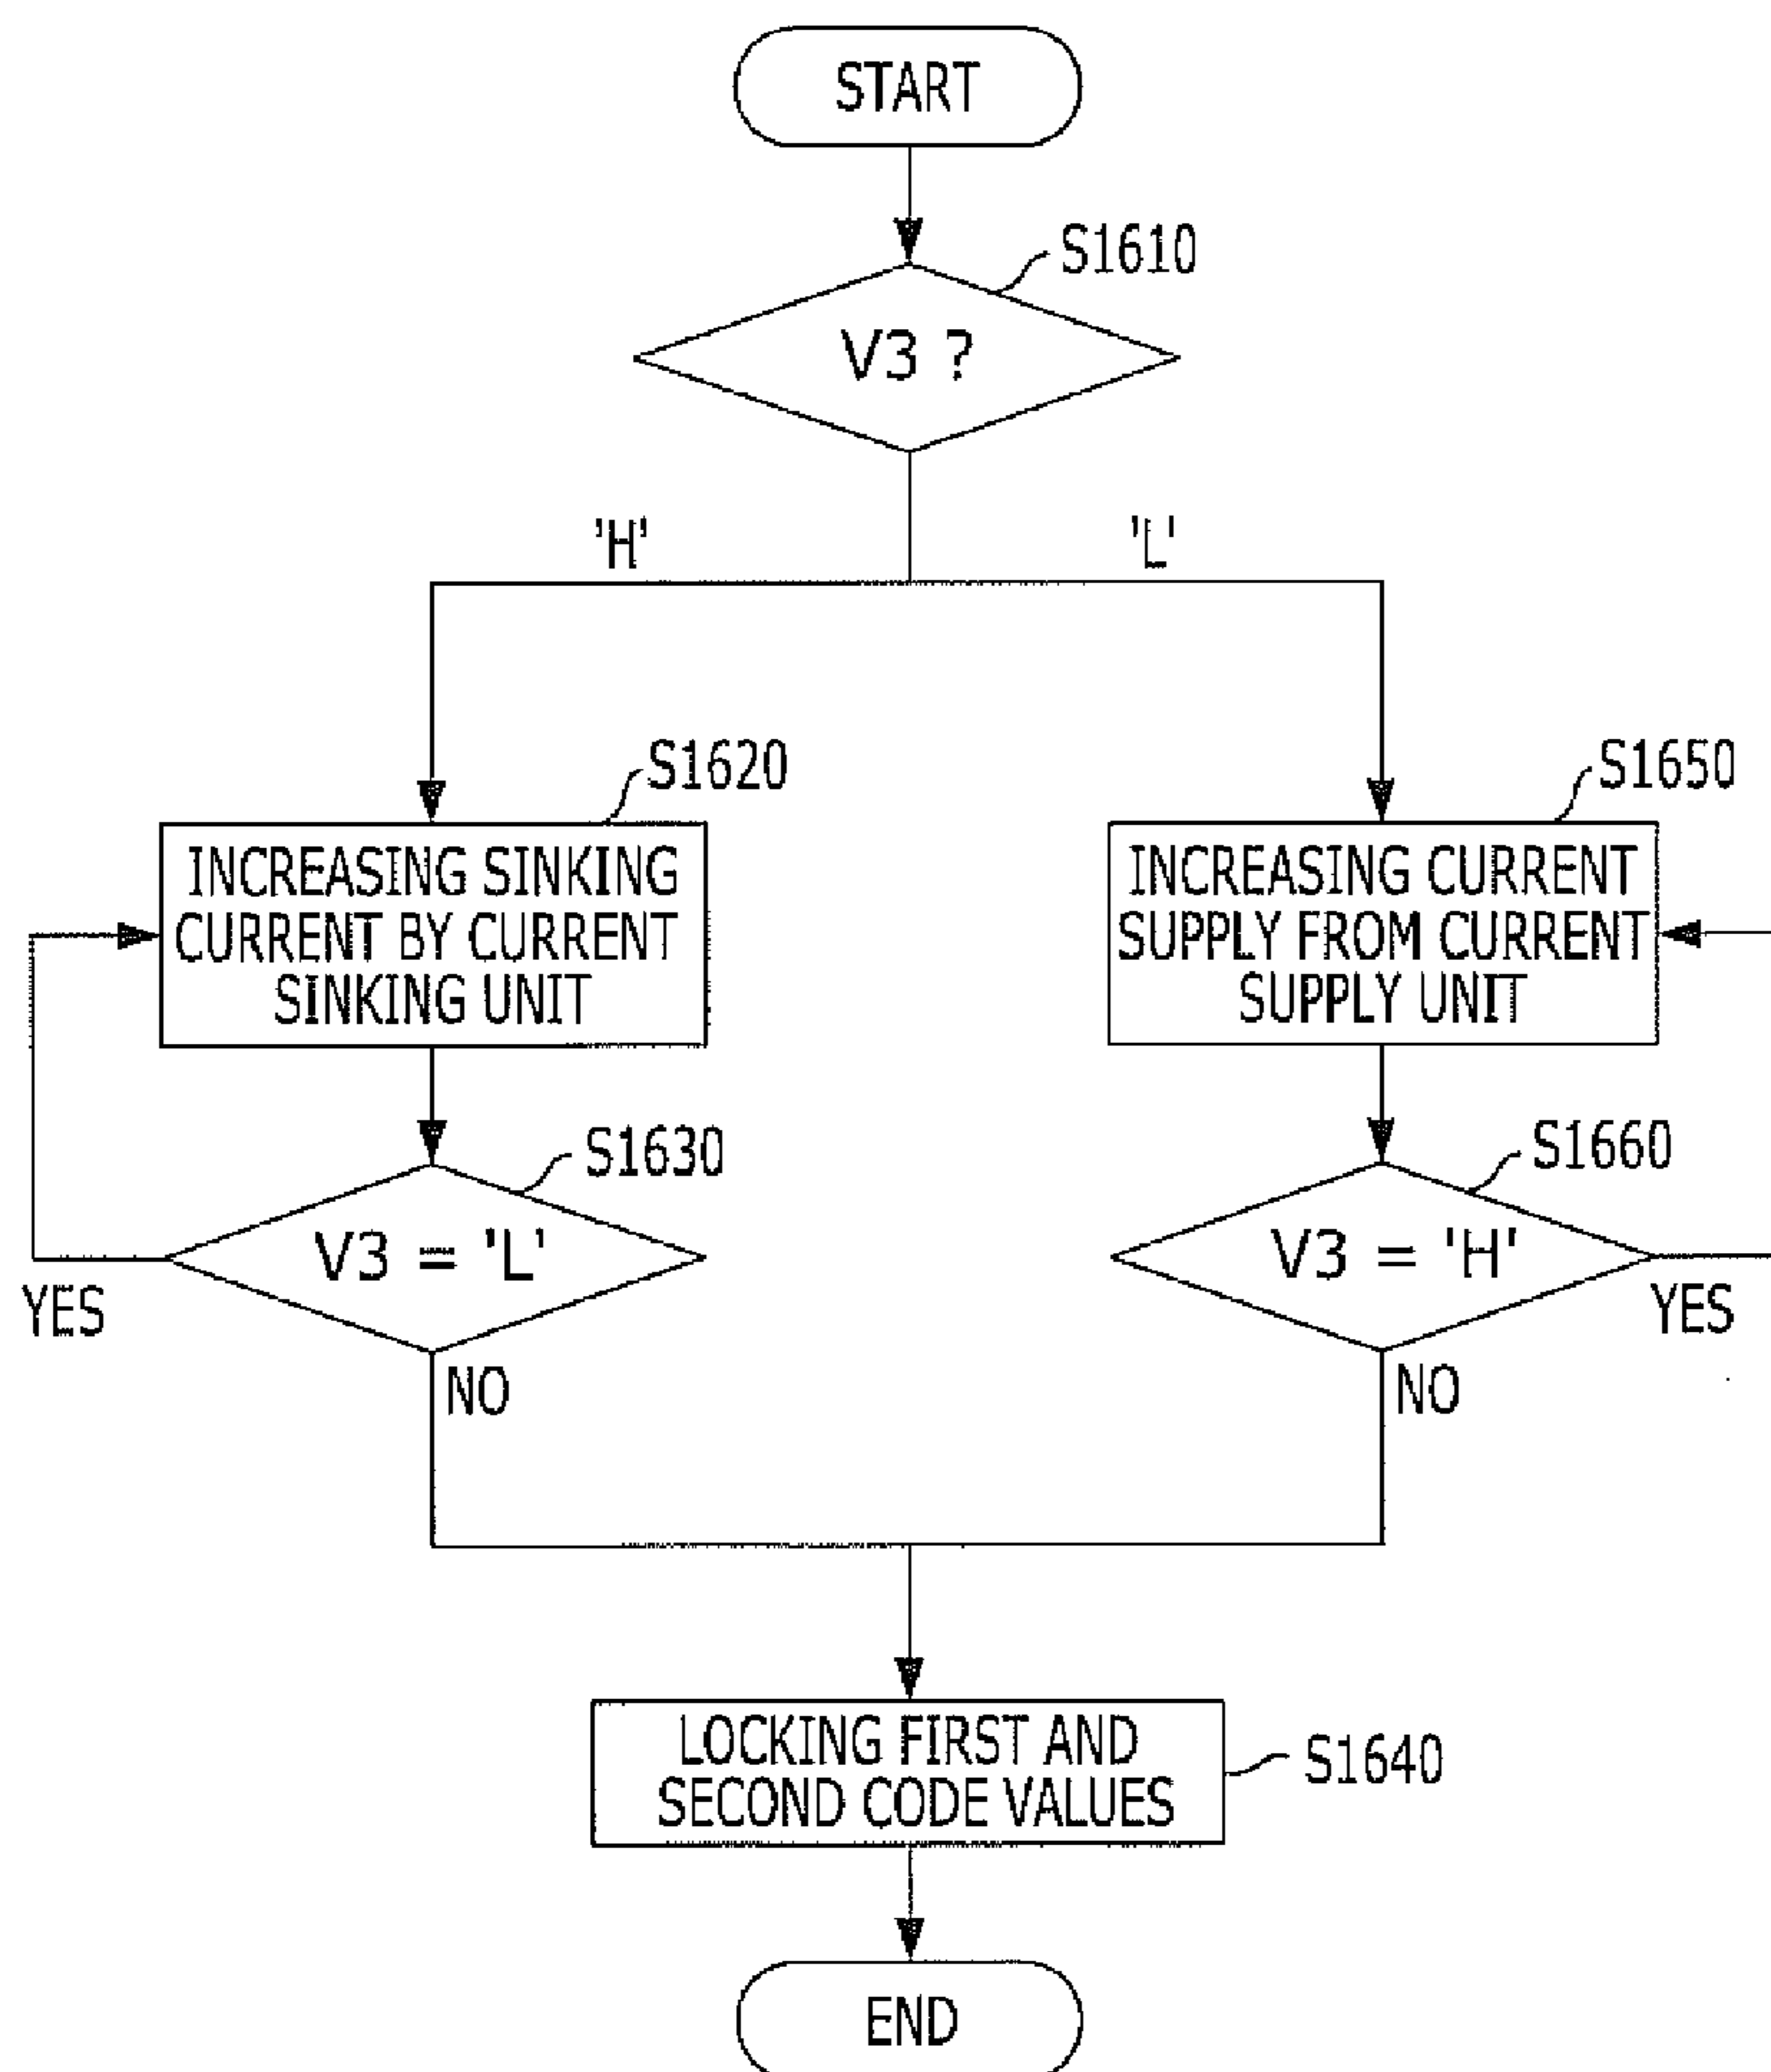 START
S1610
V3 ?
'H'
'L'
S1620
INCREASING SINKING
CURRENT BY CURRENT
SINKING UNIT
S1650
INCREASING CURRENT
SUPPLY FROM CURRENT
SUPPLY UNIT
S1630
V3 = 'L'
YES
NO
S1660
V3 = 'H'
YES
NO
LOCKING FIRST AND
SECOND CODE VALUES
S1640
END